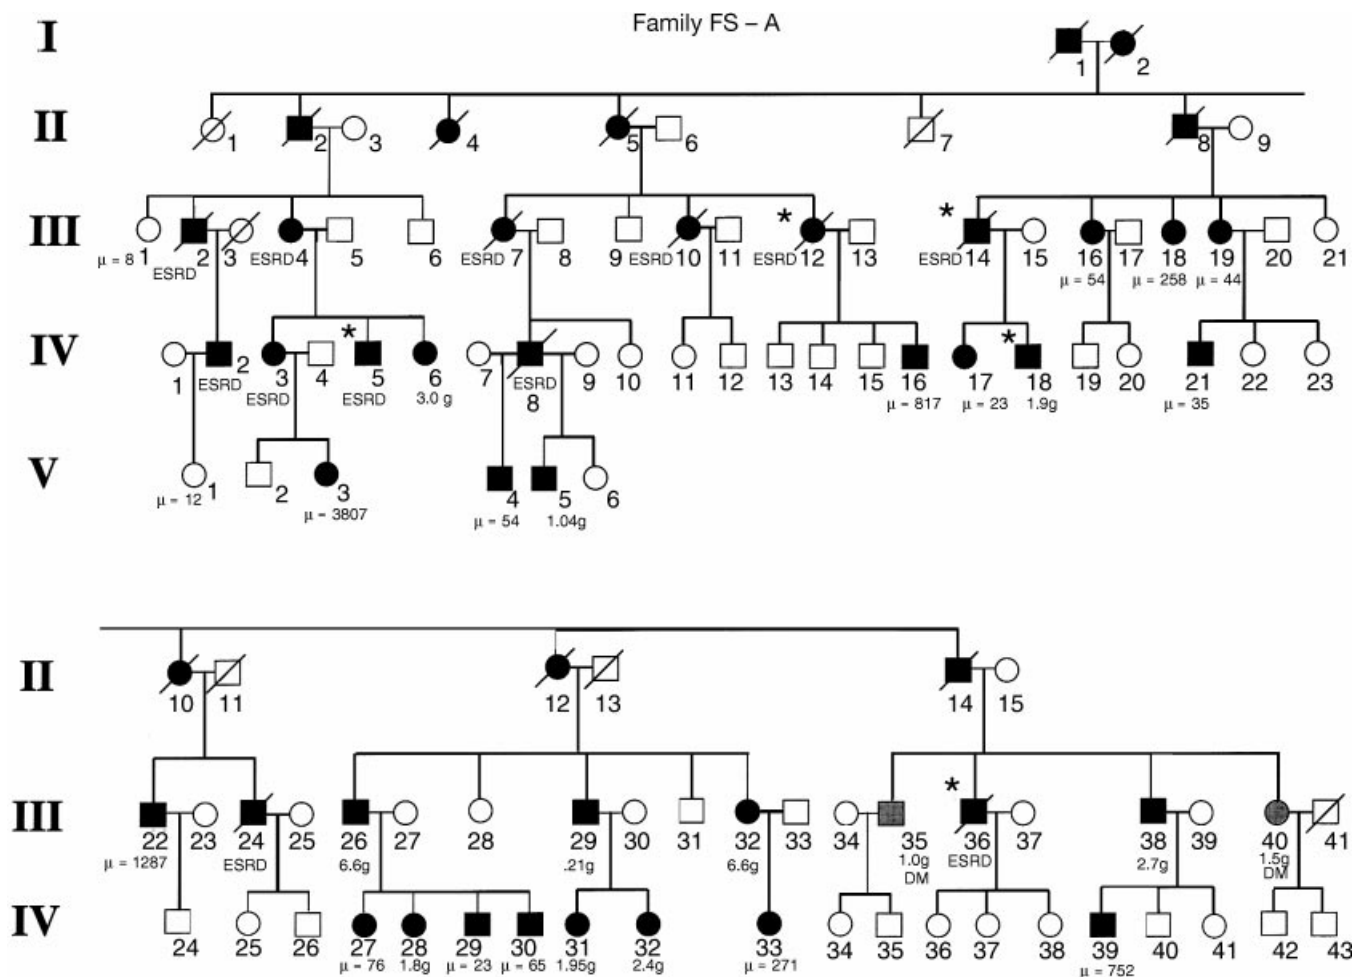 Family FS – A
I
1 2
II
1 2 3 4 5 6 7 8 9
III
* *
μ = 8 1 2 3 4 5 6 7 8 9 10 11 12 13 14 15 16 17 18 19 20 21
ESRD ESRD ESRD ESRD ESRD ESRD μ = 54 μ = 258 μ = 44
IV
* *
1 2 3 4 5 6 7 8 9 10 11 12 13 14 15 16 17 18 19 20 21 22 23
ESRD ESRD ESRD 3.0 g ESRD μ = 817 μ = 23 1.9g μ = 35
V
1 2 3 4 5 6
μ = 12 μ = 3807 μ = 54 1.04g
II
10 11 12 13 14 15
III
*
22 23 24 25 26 27 28 29 30 31 32 33 34 35 36 37 38 39 40 41
μ = 1287 ESRD 6.6g .21g 6.6g 1.0g ESRD 2.7g 1.5g
DM DM
IV
24 25 26 27 28 29 30 31 32 33 34 35 36 37 38 39 40 41 42 43
μ = 76 1.8g μ = 23 μ = 65 1.95g 2.4g μ = 271 μ = 752